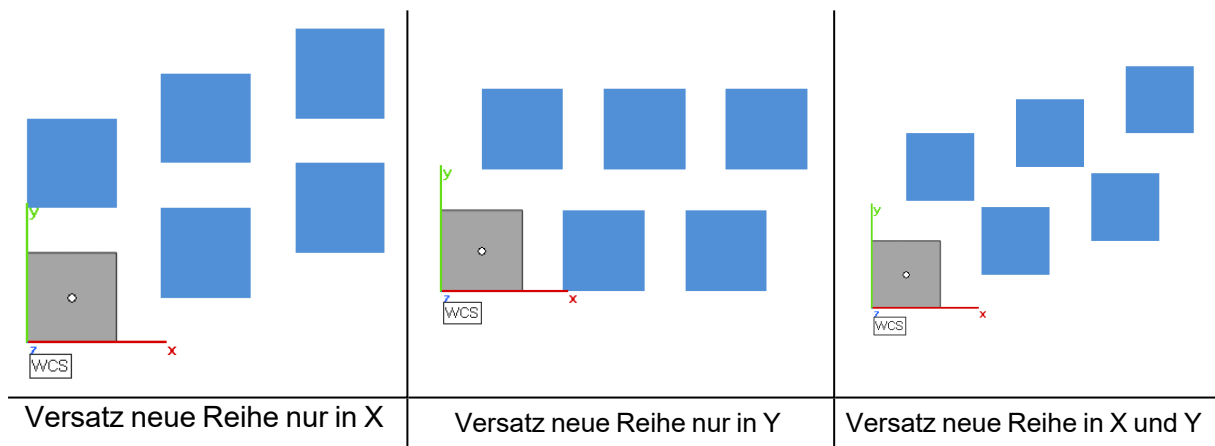 y
x
z
WCS
y
x
z
WCS
y
x
z
WCS
Versatz neue Reihe nur in X
Versatz neue Reihe nur in Y
Versatz neue Reihe in X und Y